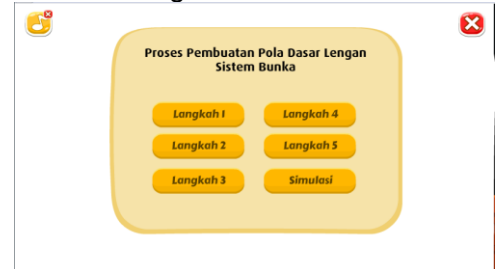 Proses Pembuatan Pola Dasar Lengan
Sistem Bunka
Langkah 1
Langkah 4
Langkah 2
Langkah 5
Langkah 3
Simulasi